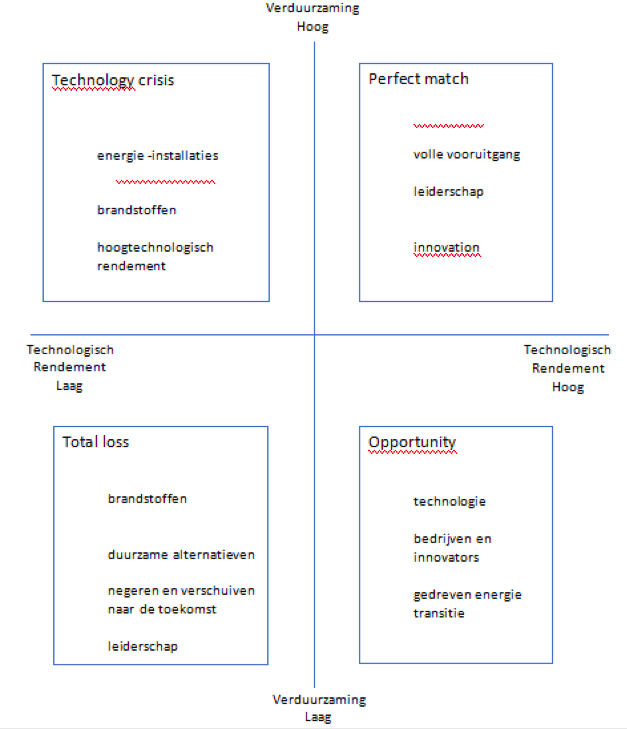 Verduurzaming
Hoog
Technology crisis
energie -installaties
brandstoffen
hoogtechnologisch
rendement
Perfect match
volle vooruitgang
leiderschap
innovation
Technologisch
Rendement
Laag
Technologisch
Rendement
Hoog
Total loss
brandstoffen
duurzame alternatieven
negeren en verschuiven
naar de toekomst
leiderschap
Opportunity
technologie
bedrijven en
innovators
gedreven energie
transitie
Verduurzaming
Laag